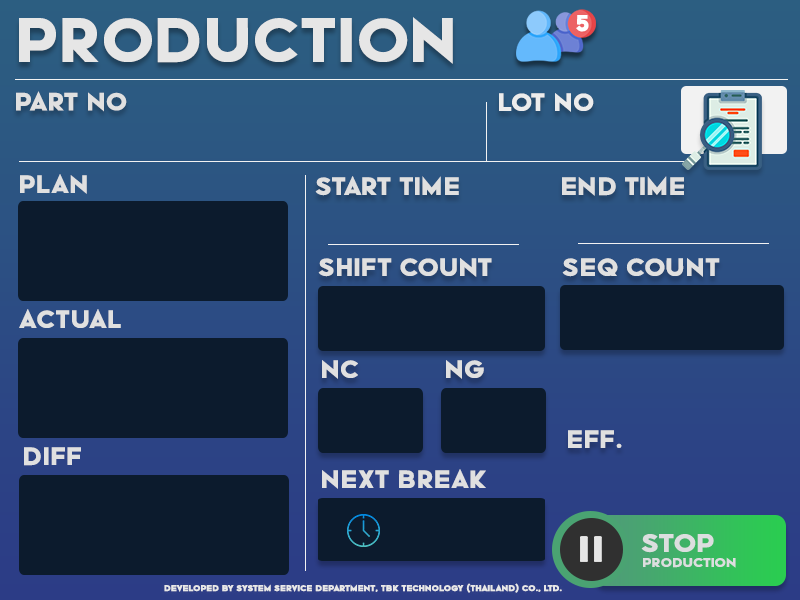 PRODUCTION
5
PART NO
LOT NO
PLAN
START TIME
END TIME
SHIFT COUNT
SEQ COUNT
ACTUAL
NC
NG
EFF.
DIFF
NEXT BREAK
STOP
PRODUCTION
DEVELOPED BY SYSTEM SERVICE DEPARTMENT, TBK TECHNOLOGY (THAILAND) CO., LTD.